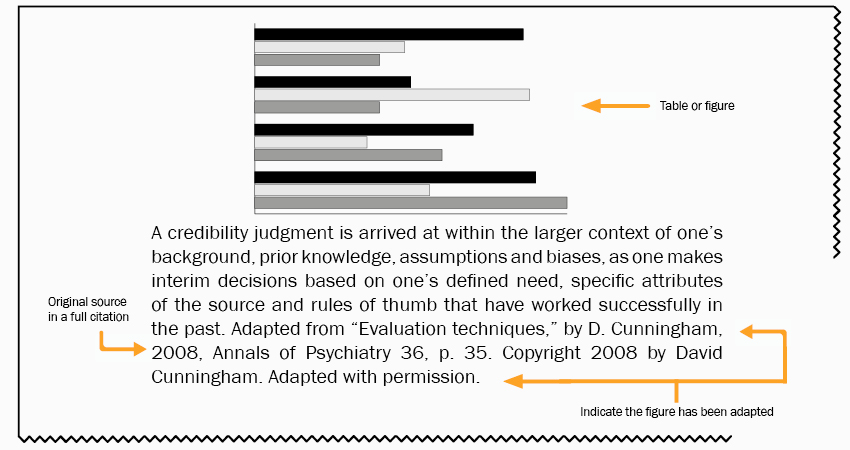 Table or figure
A credibility judgment is arrived at within the larger context of one’s
background, prior knowledge, assumptions and biases, as one makes
interim decisions based on one’s defined need, specific attributes
of the source and rules of thumb that have worked successfully in
the past. Adapted from “Evaluation techniques,” by D. Cunningham,
2008, Annals of Psychiatry 36, p. 35. Copyright 2008 by David
Cunningham. Adapted with permission.
Original source
in a full citation
Indicate the figure has been adapted